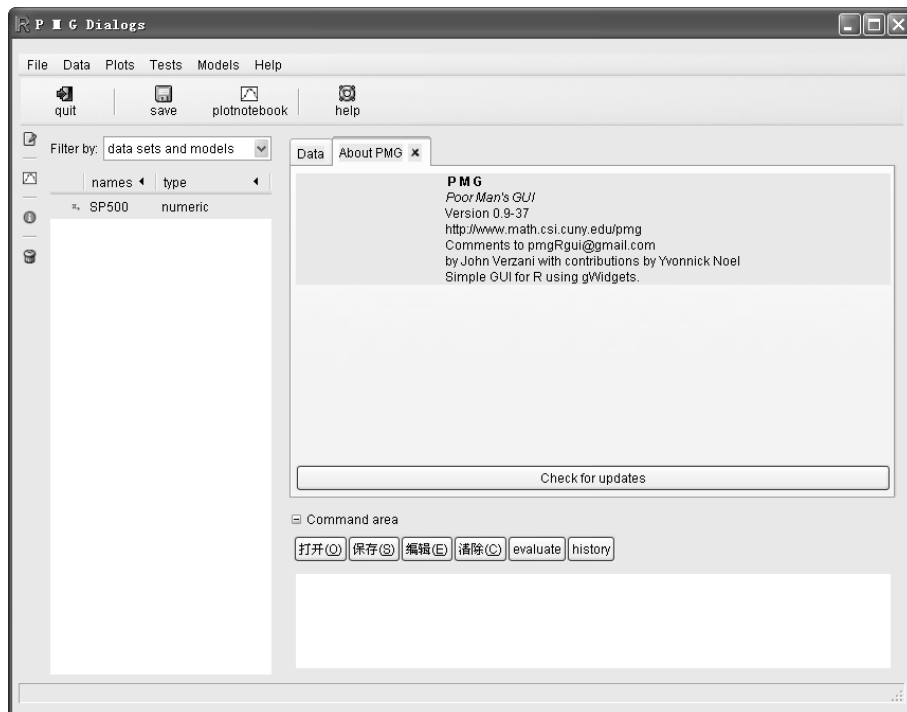 P M G Dialogs
File Data Plots Tests Models Help
quit save plotnotebook help
Filter by: data sets and models
names type
SP500 numeric
Data About PMG
P M G
Poor Man's GUI
Version 0.9-37
http://www.math.csi.cuny.edu/pmg
Comments to pmgRgui@gmail.com
by John Verzani with contributions by Yvonnick Noel
Simple GUI for R using gWidgets.
Check for updates
Command area
打开(O) 保存(S) 编辑(E) 清除(C) evaluate history